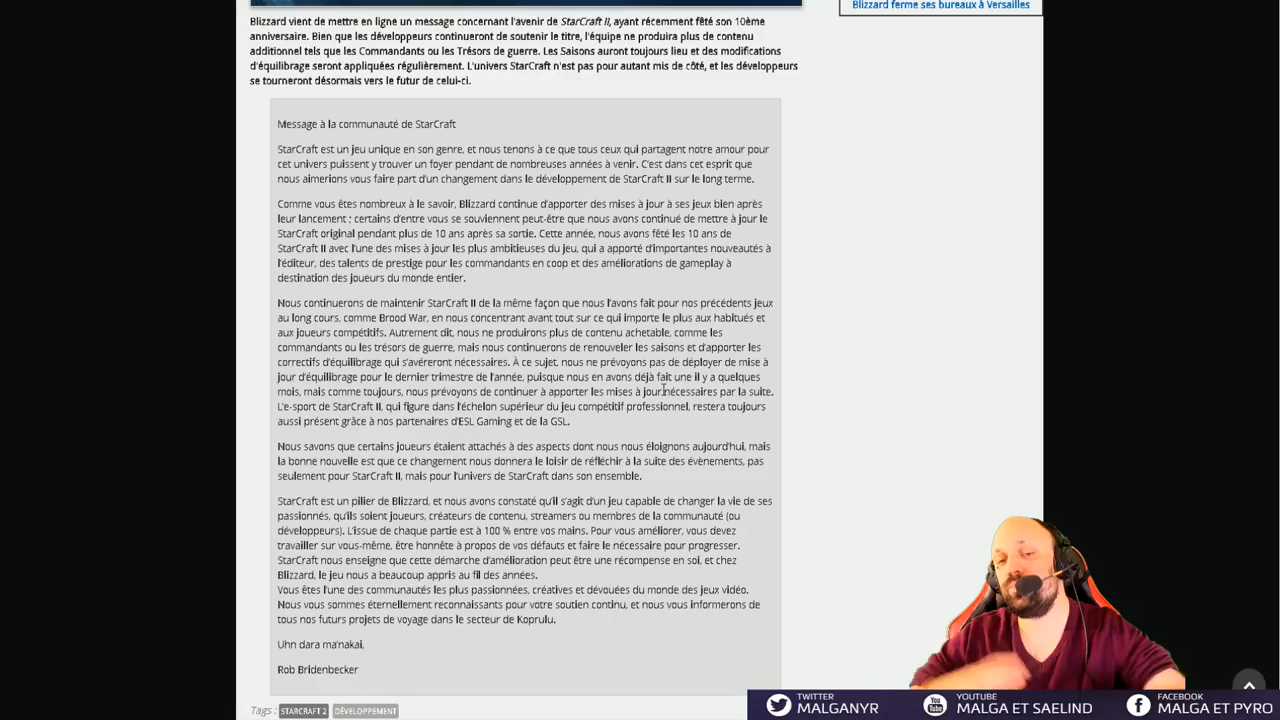 Blizzard ferme ses bureaux à Versailles
Blizzard vient de mettre en ligne un message concernant l'avenir de StarCraft II, ayant récemment fêté son 10ème
anniversaire. Bien que les développeurs continueront de soutenir le titre, l'équipe ne produira plus de contenu
additionnel tels que les Commandants ou les Trésors de guerre. Les Saisons auront toujours lieu et des modifications
d'équilibrage seront appliquées régulièrement. L'univers StarCraft n'est pas pour autant mis de côté, et les développeurs
se tourneront désormais vers le futur de celui-ci.
Message à la communauté de StarCraft
StarCraft est un jeu unique en son genre, et nous tenons à ce que tous ceux qui partagent notre amour pour
cet univers puissent y trouver un foyer pendant de nombreuses années à venir. C'est dans cet esprit que
nous aimerions vous faire part d'un changement dans le développement de StarCraft II sur le long terme.
Comme vous êtes nombreux à le savoir, Blizzard continue d'apporter des mises à jour à ses jeux bien après
leur lancement ; certains d'entre vous se souviennent peut-être que nous avons continué de mettre à jour le
StarCraft original pendant plus de 10 ans après sa sortie. Cette année, nous avons fêté les 10 ans de
StarCraft II avec l'une des mises à jour les plus ambitieuses du jeu, qui a apporté d'importantes nouveautés à
l'éditeur, des talents de prestige pour les commandants en coop et des améliorations de gameplay à
destination des joueurs du monde entier.
Nous continuerons de maintenir StarCraft II de la même façon que nous l'avons fait pour nos précédents jeux
au long cours, comme Brood War, en nous concentrant avant tout sur ce qui importe le plus aux habitués et
aux joueurs compétitifs. Autrement dit, nous ne produirons plus de contenu achetable, comme les
commandants ou les trésors de guerre, mais nous continuerons de renouveler les saisons et d'apporter les
correctifs d'équilibrage qui s'avéreront nécessaires. À ce sujet, nous ne prévoyons pas de déployer de mise à
jour d'équilibrage pour le dernier trimestre de l'année, puisque nous en avons déjà fait une il y a quelques
mois, mais comme toujours, nous prévoyons de continuer à apporter les mises à jour nécessaires par la suite.
L'e-sport de StarCraft II, qui figure dans l'échelon supérieur du jeu compétitif professionnel, restera toujours
aussi présent grâce à nos partenaires d'ESL Gaming et de la GSL.
Nous savons que certains joueurs étaient attachés à des aspects dont nous nous éloignons aujourd'hui, mais
la bonne nouvelle est que ce changement nous donnera le loisir de réfléchir à la suite des évènements, pas
seulement pour StarCraft II, mais pour l'univers de StarCraft dans son ensemble.
StarCraft est un pilier de Blizzard, et nous avons constaté qu'il s'agit d'un jeu capable de changer la vie de ses
passionnés, qu'ils soient joueurs, créateurs de contenu, streamers ou membres de la communauté (ou
développeurs). L'issue de chaque partie est à 100 % entre vos mains. Pour vous améliorer, vous devez
travailler sur vous-même, être honnête à propos de vos défauts et faire le nécessaire pour progresser.
StarCraft nous enseigne que cette démarche d'amélioration peut être une récompense en soi, et chez
Blizzard, le jeu nous a beaucoup appris au fil des années.
Vous êtes l'une des communautés les plus passionnées, créatives et dévouées du monde des jeux vidéo.
Nous vous sommes éternellement reconnaissants pour votre soutien continu, et nous vous informerons de
tous nos futurs projets de voyage dans le secteur de Koprulu.
Uhn dara ma'nakai,
Rob Bridenbecker
Tags : STARCRAFT 2 DÉVELOPPEMENT
TWITTER
MALGANYR
YOUTUBE
MALGA ET SAELIND
FACEBOOK
MALGA ET PYRO